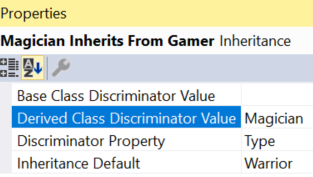 Properties
Magician Inherits From Gamer Inheritance
Base Class Discriminator Value
Derived Class Discriminator Value Magician
Discriminator Property Type
Inheritance Default Warrior